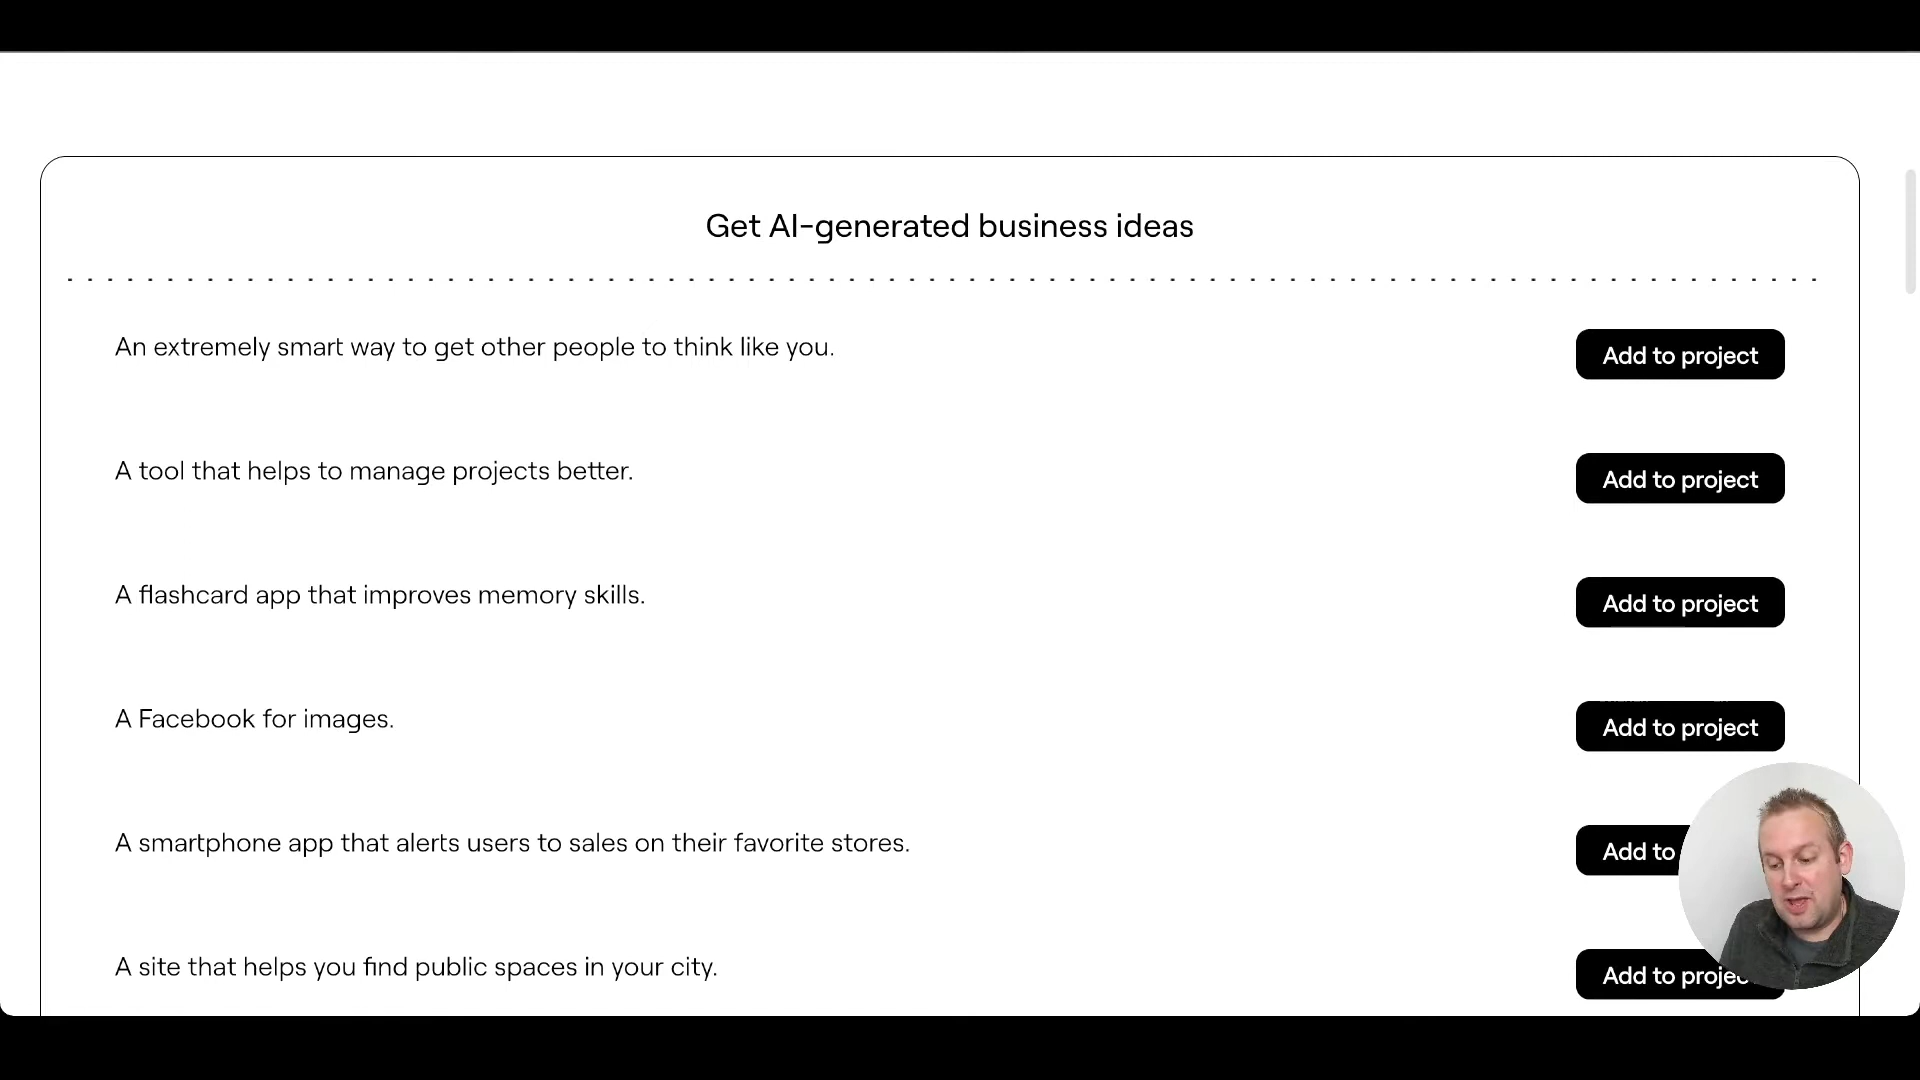 Get AI-generated business ideas
An extremely smart way to get other people to think like you.
Add to project
A tool that helps to manage projects better.
Add to project
A flashcard app that improves memory skills.
Add to project
A Facebook for images.
Add to project
A smartphone app that alerts users to sales on their favorite stores.
Add to
A site that helps you find public spaces in your city.
Add to